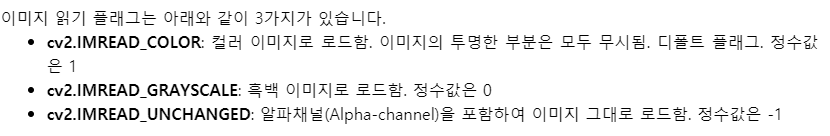 이미지 읽기 플래그는 아래와 같이 3가지가 있습니다.
• cv2.IMREAD_COLOR: 컬러 이미지로 로드함. 이미지의 투명한 부분은 모두 무시됨. 디폴트 플래그. 정수값
은 1
• cv2.IMREAD_GRAYSCALE: 흑백 이미지로 로드함. 정수값은 0
• cv2.IMREAD_UNCHANGED: 알파채널(Alpha-channel)을 포함하여 이미지 그대로 로드함. 정수값은 -1